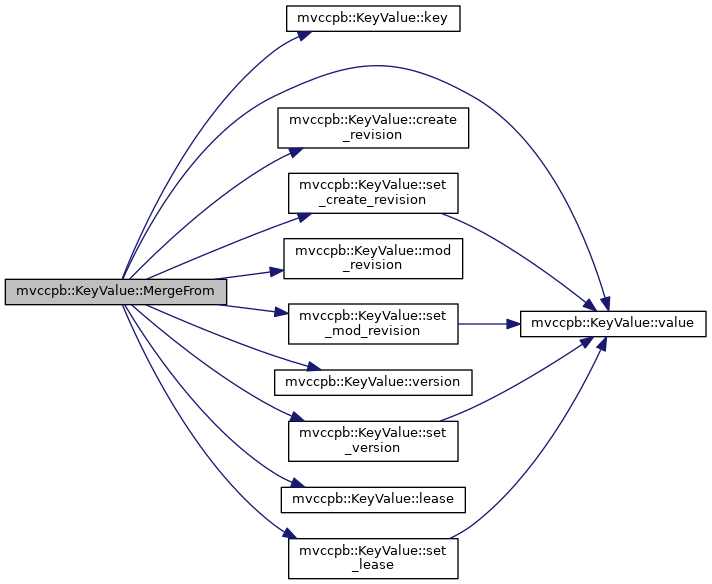 mvccpb::KeyValue::key
mvccpb::KeyValue::create
_revision
mvccpb::KeyValue::set
_create_revision
mvccpb::KeyValue::mod
_revision
mvccpb::KeyValue::MergeFrom
mvccpb::KeyValue::set
_mod_revision
mvccpb::KeyValue::value
mvccpb::KeyValue::version
mvccpb::KeyValue::set
_version
mvccpb::KeyValue::lease
mvccpb::KeyValue::set
_lease